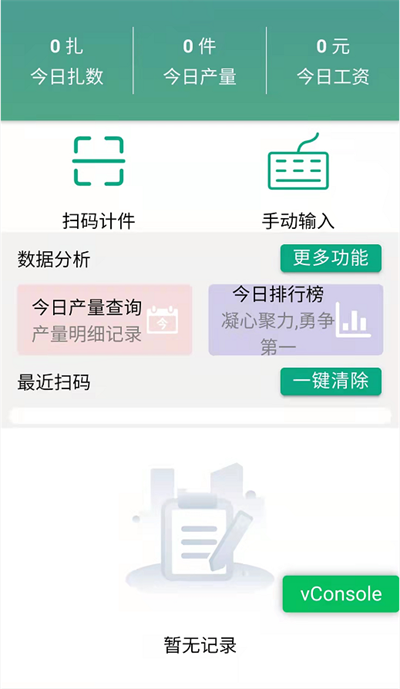 0 扎
0 件
0 元
今日扎数
今日产量
今日工资
扫码计件
手动输入
数据分析
更多功能
今日产量查询
产量明细记录
今
今日排行榜
凝心聚力,勇争
第一
最近扫码
一键清除
vConsole
暂无记录